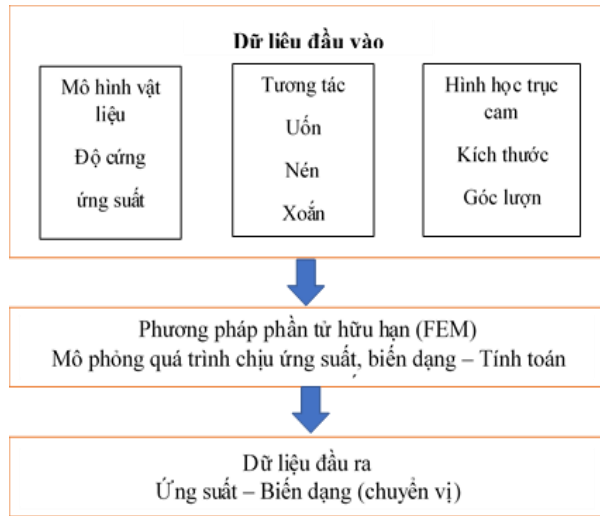 Dữ liệu đầu vào
Mô hình vật
liệu
Độ cứng
ứng suất
Tương tác
Uốn
Nén
Xoắn
Hình học trục
cam
Kích thước
Góc lượn
Phương pháp phần tử hữu hạn (FEM)
Mô phỏng quá trình chịu ứng suất, biến dạng – Tính toán
Dữ liệu đầu ra
Ứng suất – Biến dạng (chuyển vị)